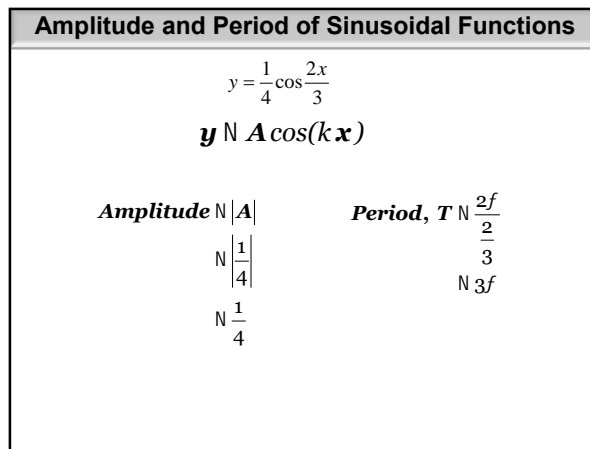 Amplitude and Period of Sinusoidal Functions
y = 1/4 cos 2x/3
y N A cos(k x)
Amplitude N |A|
N |1/4|
N 1/4
Period, T N 2f / (2/3)
N 3f